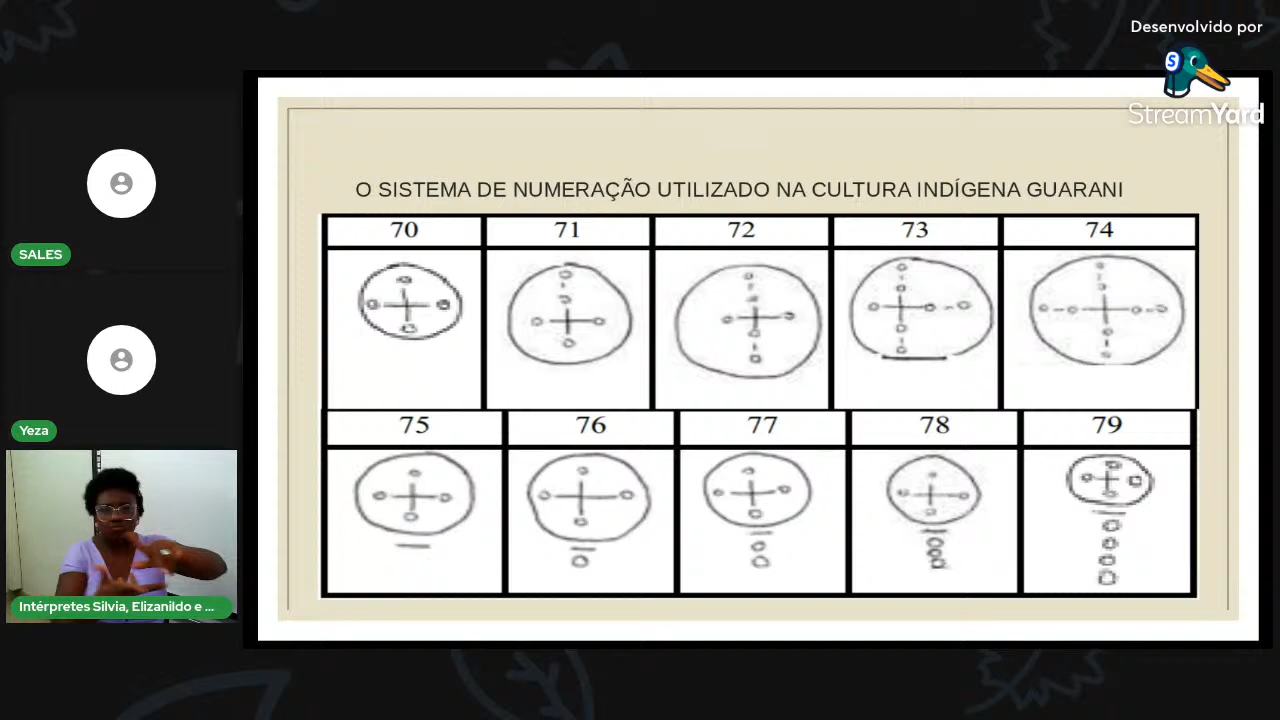 Desenvolvido por
StreamYard
O SISTEMA DE NUMERAÇÃO UTILIZADO NA CULTURA INDÍGENA GUARANI
70 71 72 73 74
75 76 77 78 79
SALES
Yeza
Intérpretes Silvia, Elizanildo e ...